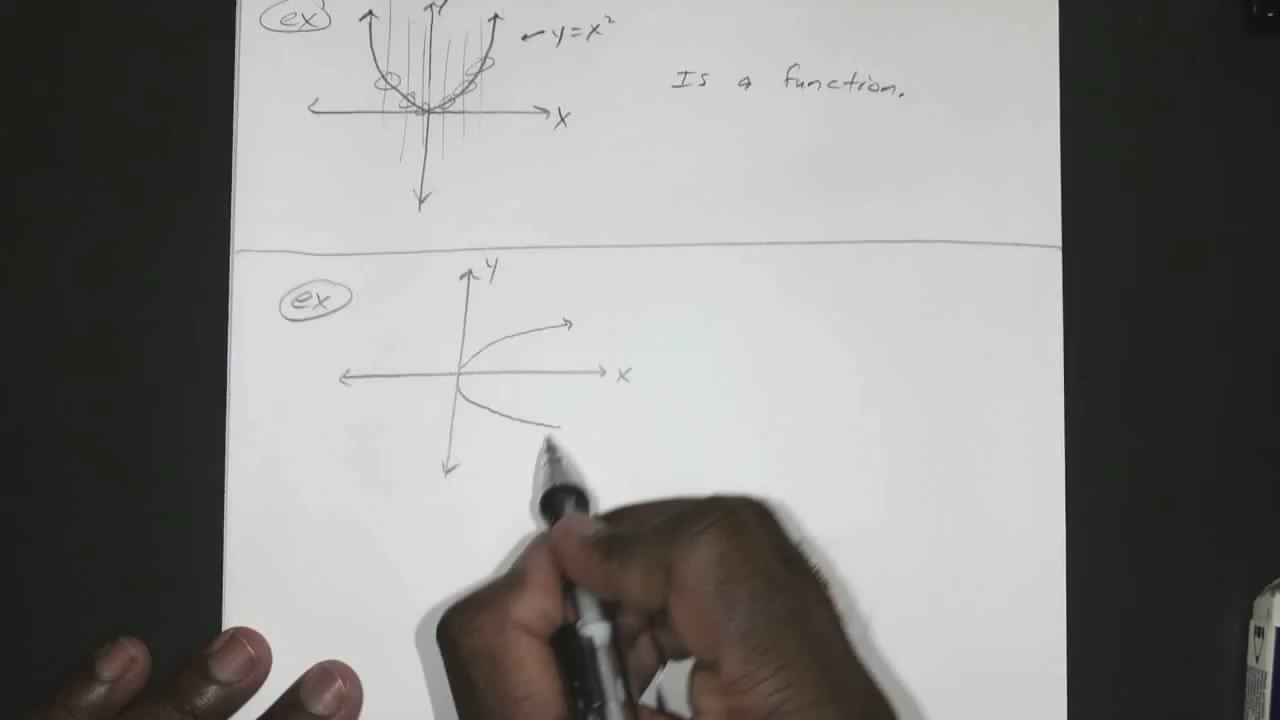 ex
y
y=x²
Is a function.
x
ex
y
x